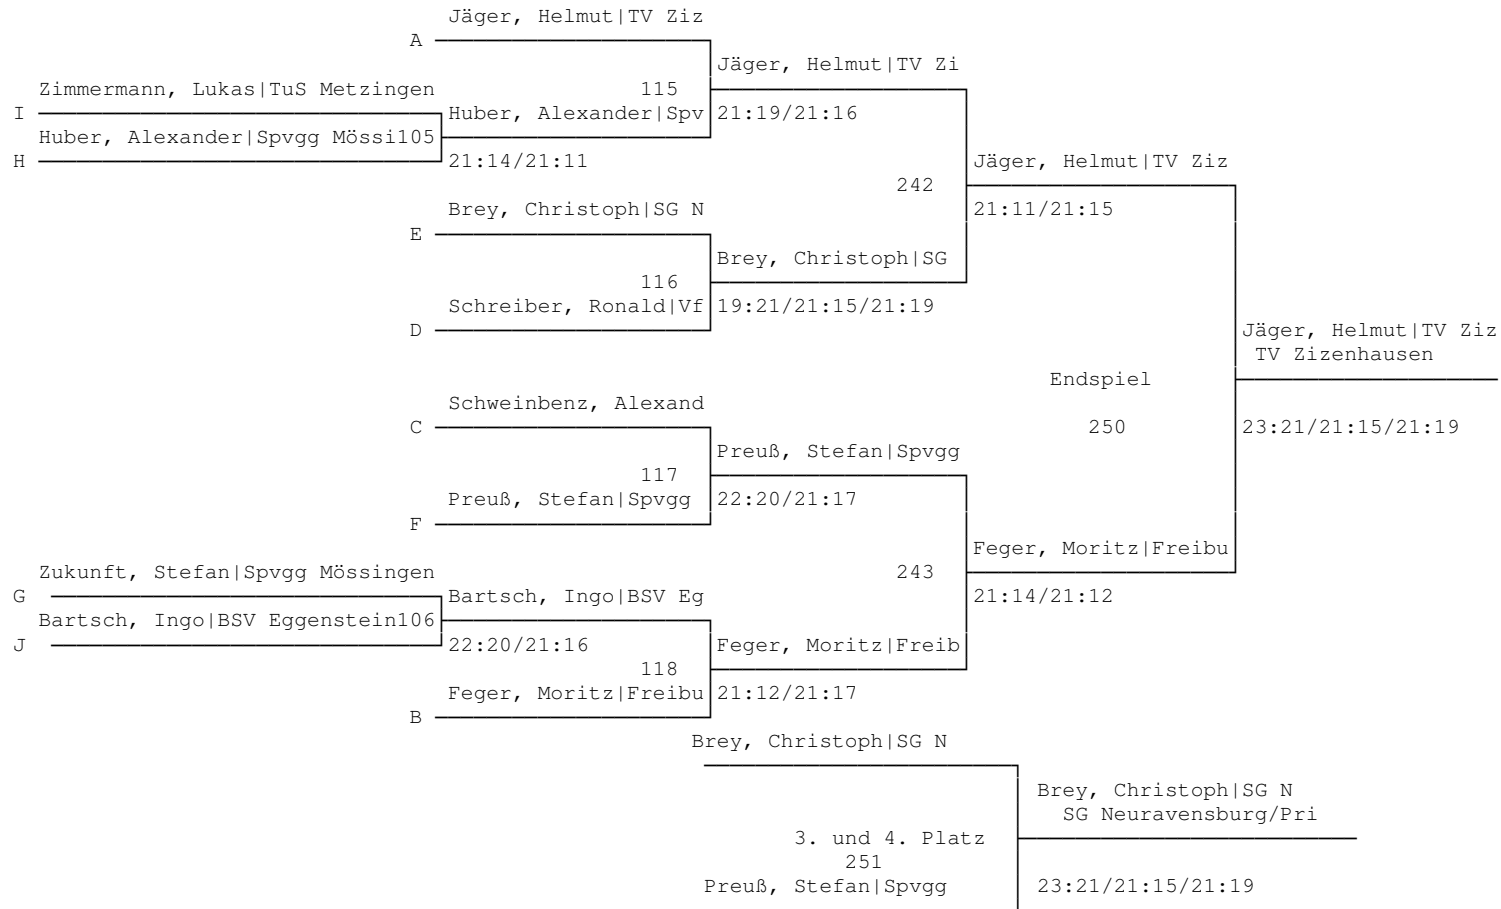 Jäger, Helmut|TV Ziz
A
Jäger, Helmut|TV Zi
Zimmermann, Lukas|TuS Metzingen
115
I
Huber, Alexander|Spv
21:19/21:16
Huber, Alexander|Spvgg Mössi105
H
21:14/21:11
Jäger, Helmut|TV Ziz
242
Brey, Christoph|SG N
21:11/21:15
E
Brey, Christoph|SG
116
Schreiber, Ronald|Vf
19:21/21:15/21:19
D
Jäger, Helmut|TV Ziz
TV Zizenhausen
Endspiel
Schweinbenz, Alexand
C
250
23:21/21:15/21:19
Preuß, Stefan|Spvgg
117
Preuß, Stefan|Spvgg
22:20/21:17
F
Feger, Moritz|Freibu
Zukunft, Stefan|Spvgg Mössingen
243
G
Bartsch, Ingo|BSV Eg
21:14/21:12
Bartsch, Ingo|BSV Eggenstein106
J
22:20/21:16
Feger, Moritz|Freib
118
Feger, Moritz|Freibu
21:12/21:17
B
Brey, Christoph|SG N
Brey, Christoph|SG N
SG Neuravensburg/Pri
3. und 4. Platz
251
Preuß, Stefan|Spvgg
23:21/21:15/21:19